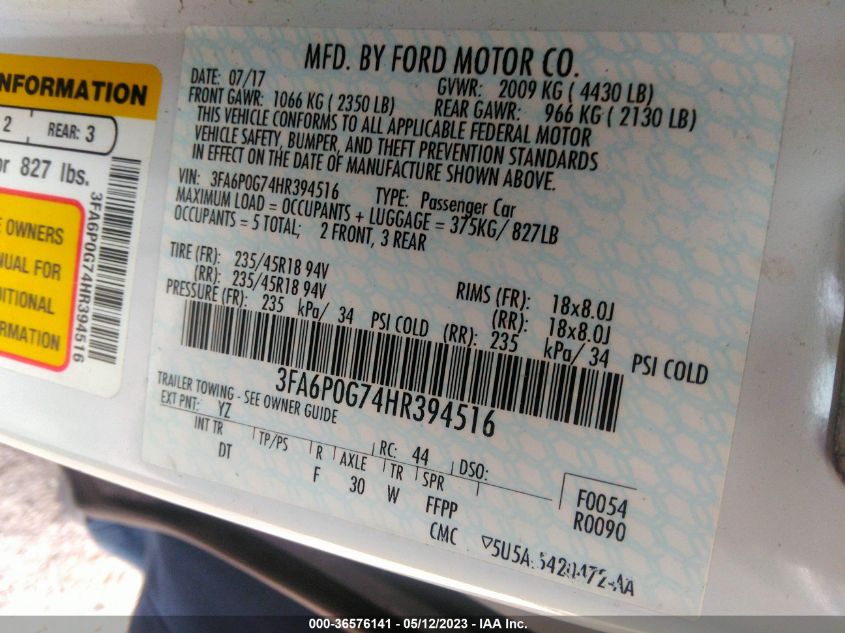 NFORMATION
2
REAR: 3
or 827 lbs.
E OWNERS
NUAL FOR
DITIONAL
FORMATION
3FA6P0G74HR394516
MFD. BY FORD MOTOR CO.
DATE: 07/17
GVWR: 2009 KG ( 4430 LB)
FRONT GAWR: 1066 KG ( 2350 LB)
REAR GAWR: 966 KG ( 2130 LB)
THIS VEHICLE CONFORMS TO ALL APPLICABLE FEDERAL MOTOR
VEHICLE SAFETY, BUMPER, AND THEFT PREVENTION STANDARDS
IN EFFECT ON THE DATE OF MANUFACTURE SHOWN ABOVE.
VIN: 3FA6P0G74HR394516 TYPE: Passenger Car
MAXIMUM LOAD = OCCUPANTS + LUGGAGE = 375KG/ 827LB
OCCUPANTS = 5 TOTAL; 2 FRONT, 3 REAR
TIRE (FR): 235/45R18 94V RIMS (FR): 18x8.0J
(RR): 235/45R18 94V (RR): 18x8.0J
PRESSURE (FR): 235 kPa/ 34 PSI COLD (RR): 235 kPa/ 34 PSI COLD
3FA6P0G74HR394516
TRAILER TOWING - SEE OWNER GUIDE
EXT PNT: YZ RC: 44 DSO:
INT TR TP/PS R AXLE TR SPR
DT F 30 W FFPP
CMC
F0054
R0090
000-36576141 - 05/12/2023 - IAA Inc.